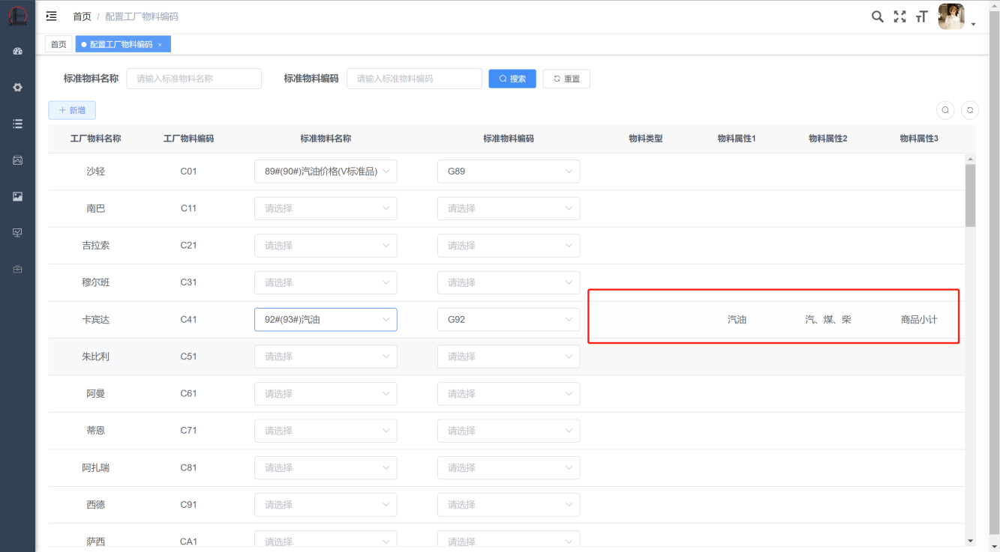 首页 / 配置工厂物料编码
首页 配置工厂物料编码 ×
标准物料名称 请输入标准物料名称 标准物料编码 请输入标准物料编码 搜索 重置
+ 新增
工厂物料名称 工厂物料编码 标准物料名称 标准物料编码 物料类型 物料属性1 物料属性2 物料属性3
沙轻 C01 89#(90#)汽油价格(V标准品) G89
南巴 C11 请选择 请选择
吉拉索 C21 请选择 请选择
穆尔班 C31 请选择 请选择
卡宾达 C41 92#(93#)汽油 G92 汽油 汽、煤、柴 商品小计
朱比利 C51 请选择 请选择
阿曼 C61 请选择 请选择
蒂恩 C71 请选择 请选择
阿扎瑞 C81 请选择 请选择
西德 C91 请选择 请选择
萨西 CA1 请选择 请选择